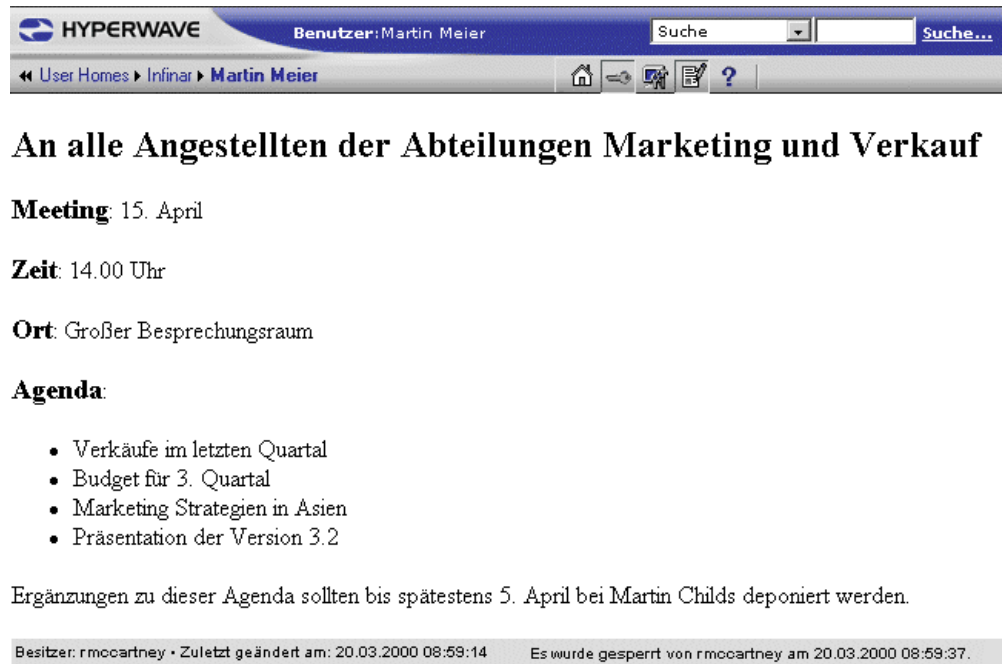 HYPERWAVE Benutzer:Martin Meier Suche Suche...
User Homes Infinar Martin Meier ?
An alle Angestellten der Abteilungen Marketing und Verkauf
Meeting: 15. April
Zeit: 14.00 Uhr
Ort: Großer Besprechungsraum
Agenda:
Verkäufe im letzten Quartal
Budget für 3. Quartal
Marketing Strategien in Asien
Präsentation der Version 3.2
Ergänzungen zu dieser Agenda sollten bis spätestens 5. April bei Martin Childs deponiert werden.
Besitzer: rmccartney • Zuletzt geändert am: 20.03.2000 08:59:14 Es wurde gesperrt von rmccartney am 20.03.2000 08:59:37.